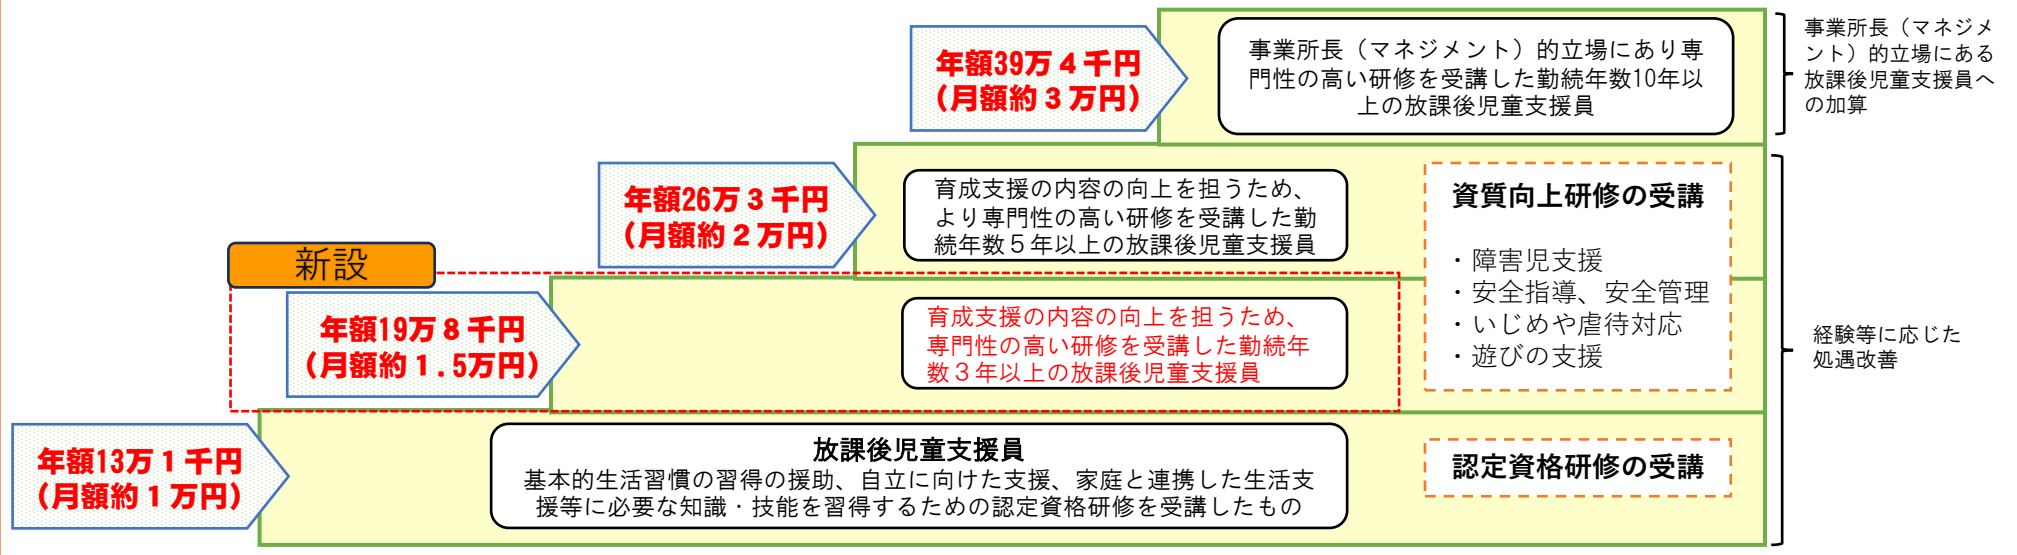 年額39万４千円
（月額約３万円）
事業所長（マネジメント）的立場にあり専
門性の高い研修を受講した勤続年数10年以
上の放課後児童支援員
事業所長（マネジメ
ント）的立場にある
放課後児童支援員へ
の加算
年額26万３千円
（月額約２万円）
育成支援の内容の向上を担うため、
より専門性の高い研修を受講した勤
続年数５年以上の放課後児童支援員
資質向上研修の受講
・障害児支援
・安全指導、安全管理
・いじめや虐待対応
・遊びの支援
新設
年額19万８千円
（月額約１.５万円）
育成支援の内容の向上を担うため、
専門性の高い研修を受講した勤続年
数３年以上の放課後児童支援員
経験等に応じた
処遇改善
年額13万１千円
（月額約１万円）
放課後児童支援員
基本的生活習慣の習得の援助、自立に向けた支援、家庭と連携した生活支
援等に必要な知識・技能を習得するための認定資格研修を受講したもの
認定資格研修の受講